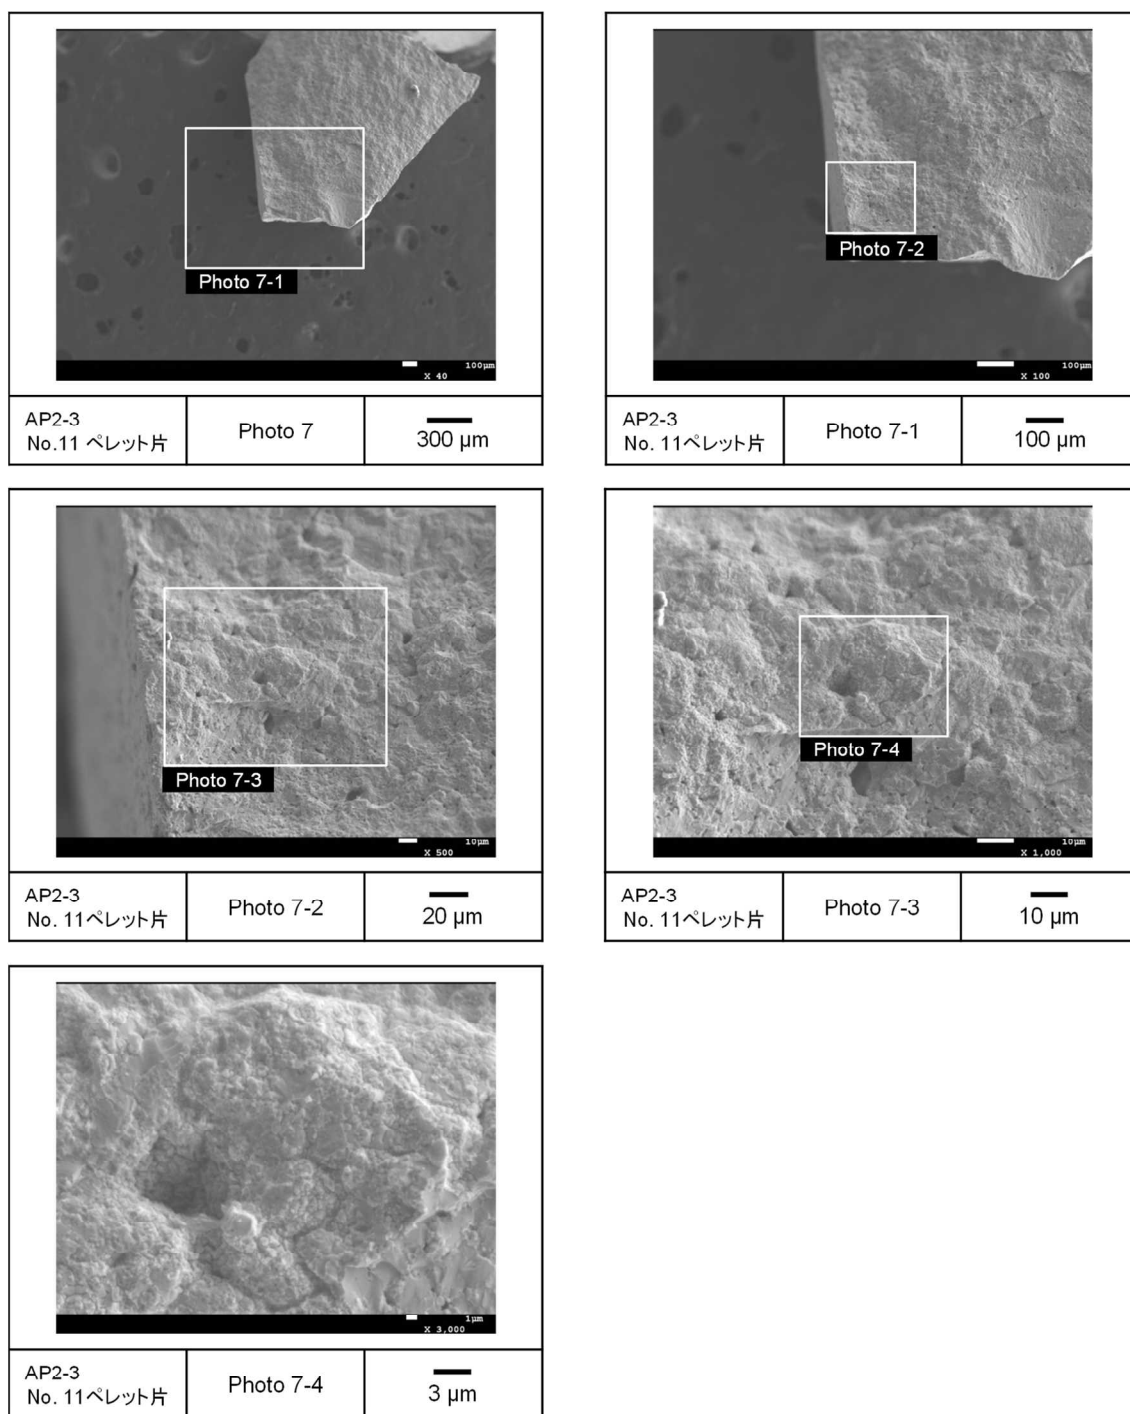 Photo 7-1
100µm
X 40
AP2-3
No.11 ペレット片
Photo 7
300 µm
Photo 7-2
100µm
X 100
AP2-3
No. 11ペレット片
Photo 7-1
100 µm
Photo 7-3
10µm
X 500
AP2-3
No. 11ペレット片
Photo 7-2
20 µm
Photo 7-4
10µm
X 1,000
AP2-3
No. 11ペレット片
Photo 7-3
10 µm
1µm
X 3,000
AP2-3
No. 11ペレット片
Photo 7-4
3 µm